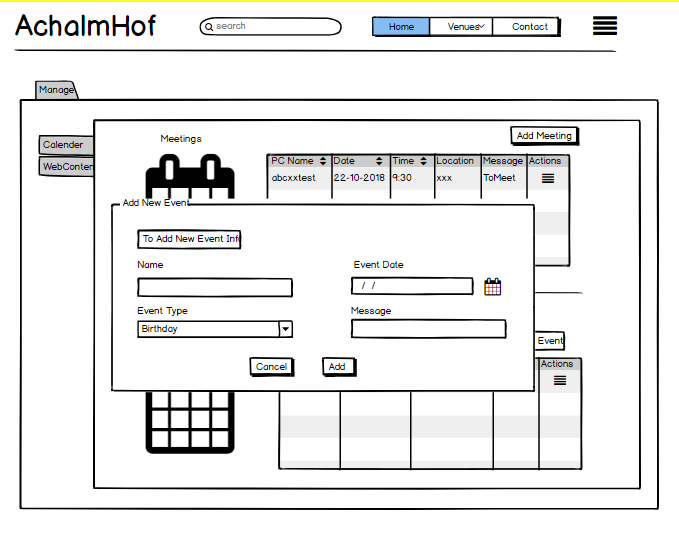 AchalmHof
search
Home
Venues
Contact
Manage
Calender
WebConten
Meetings
Add Meeting
PC Name Date Time Location Message Actions
abcxxtest 22-10-2018 9:30 xxx ToMeet
Add New Event
To Add New Event Inf
Name
Event Date
/ /
Event Type
Message
Birthday
Cancel
Add
Event
Actions